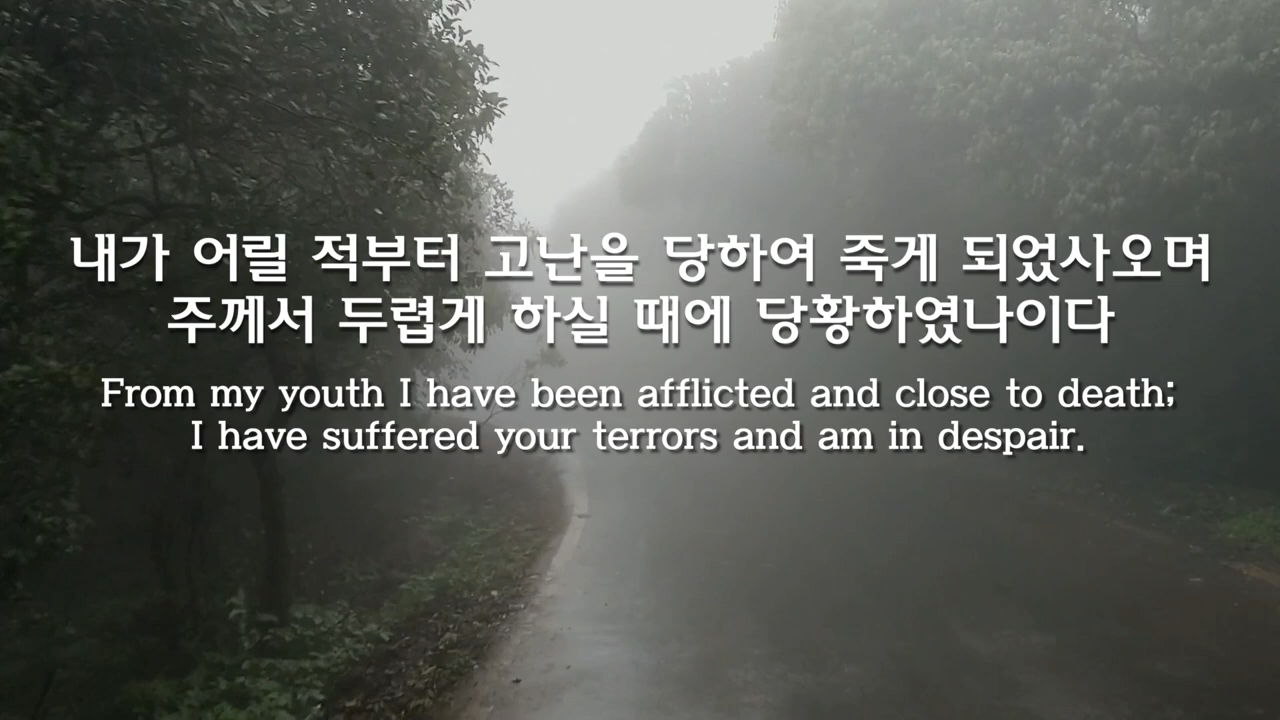 내가 어릴 적부터 고난을 당하여 죽게 되었사오며
주께서 두렵게 하실 때에 당황하였나이다
From my youth I have been afflicted and close to death;
I have suffered your terrors and am in despair.